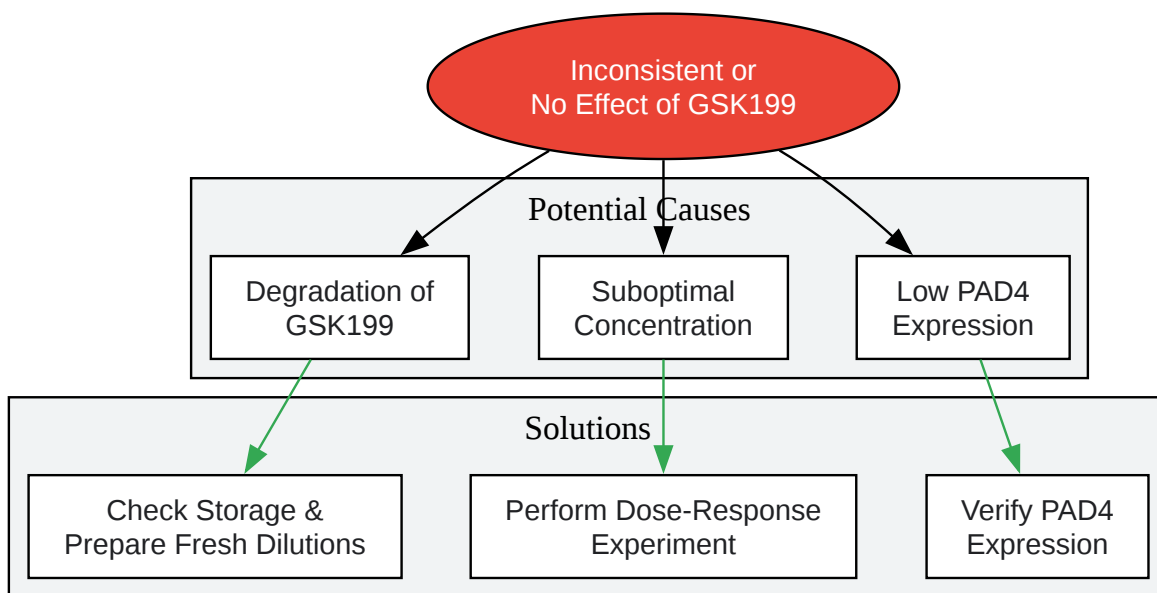 Inconsistent or
No Effect of GSK199
Potential Causes
Degradation of
GSK199
Suboptimal
Concentration
Low PAD4
Expression
Solutions
Check Storage &
Prepare Fresh Dilutions
Perform Dose-Response
Experiment
Verify PAD4
Expression